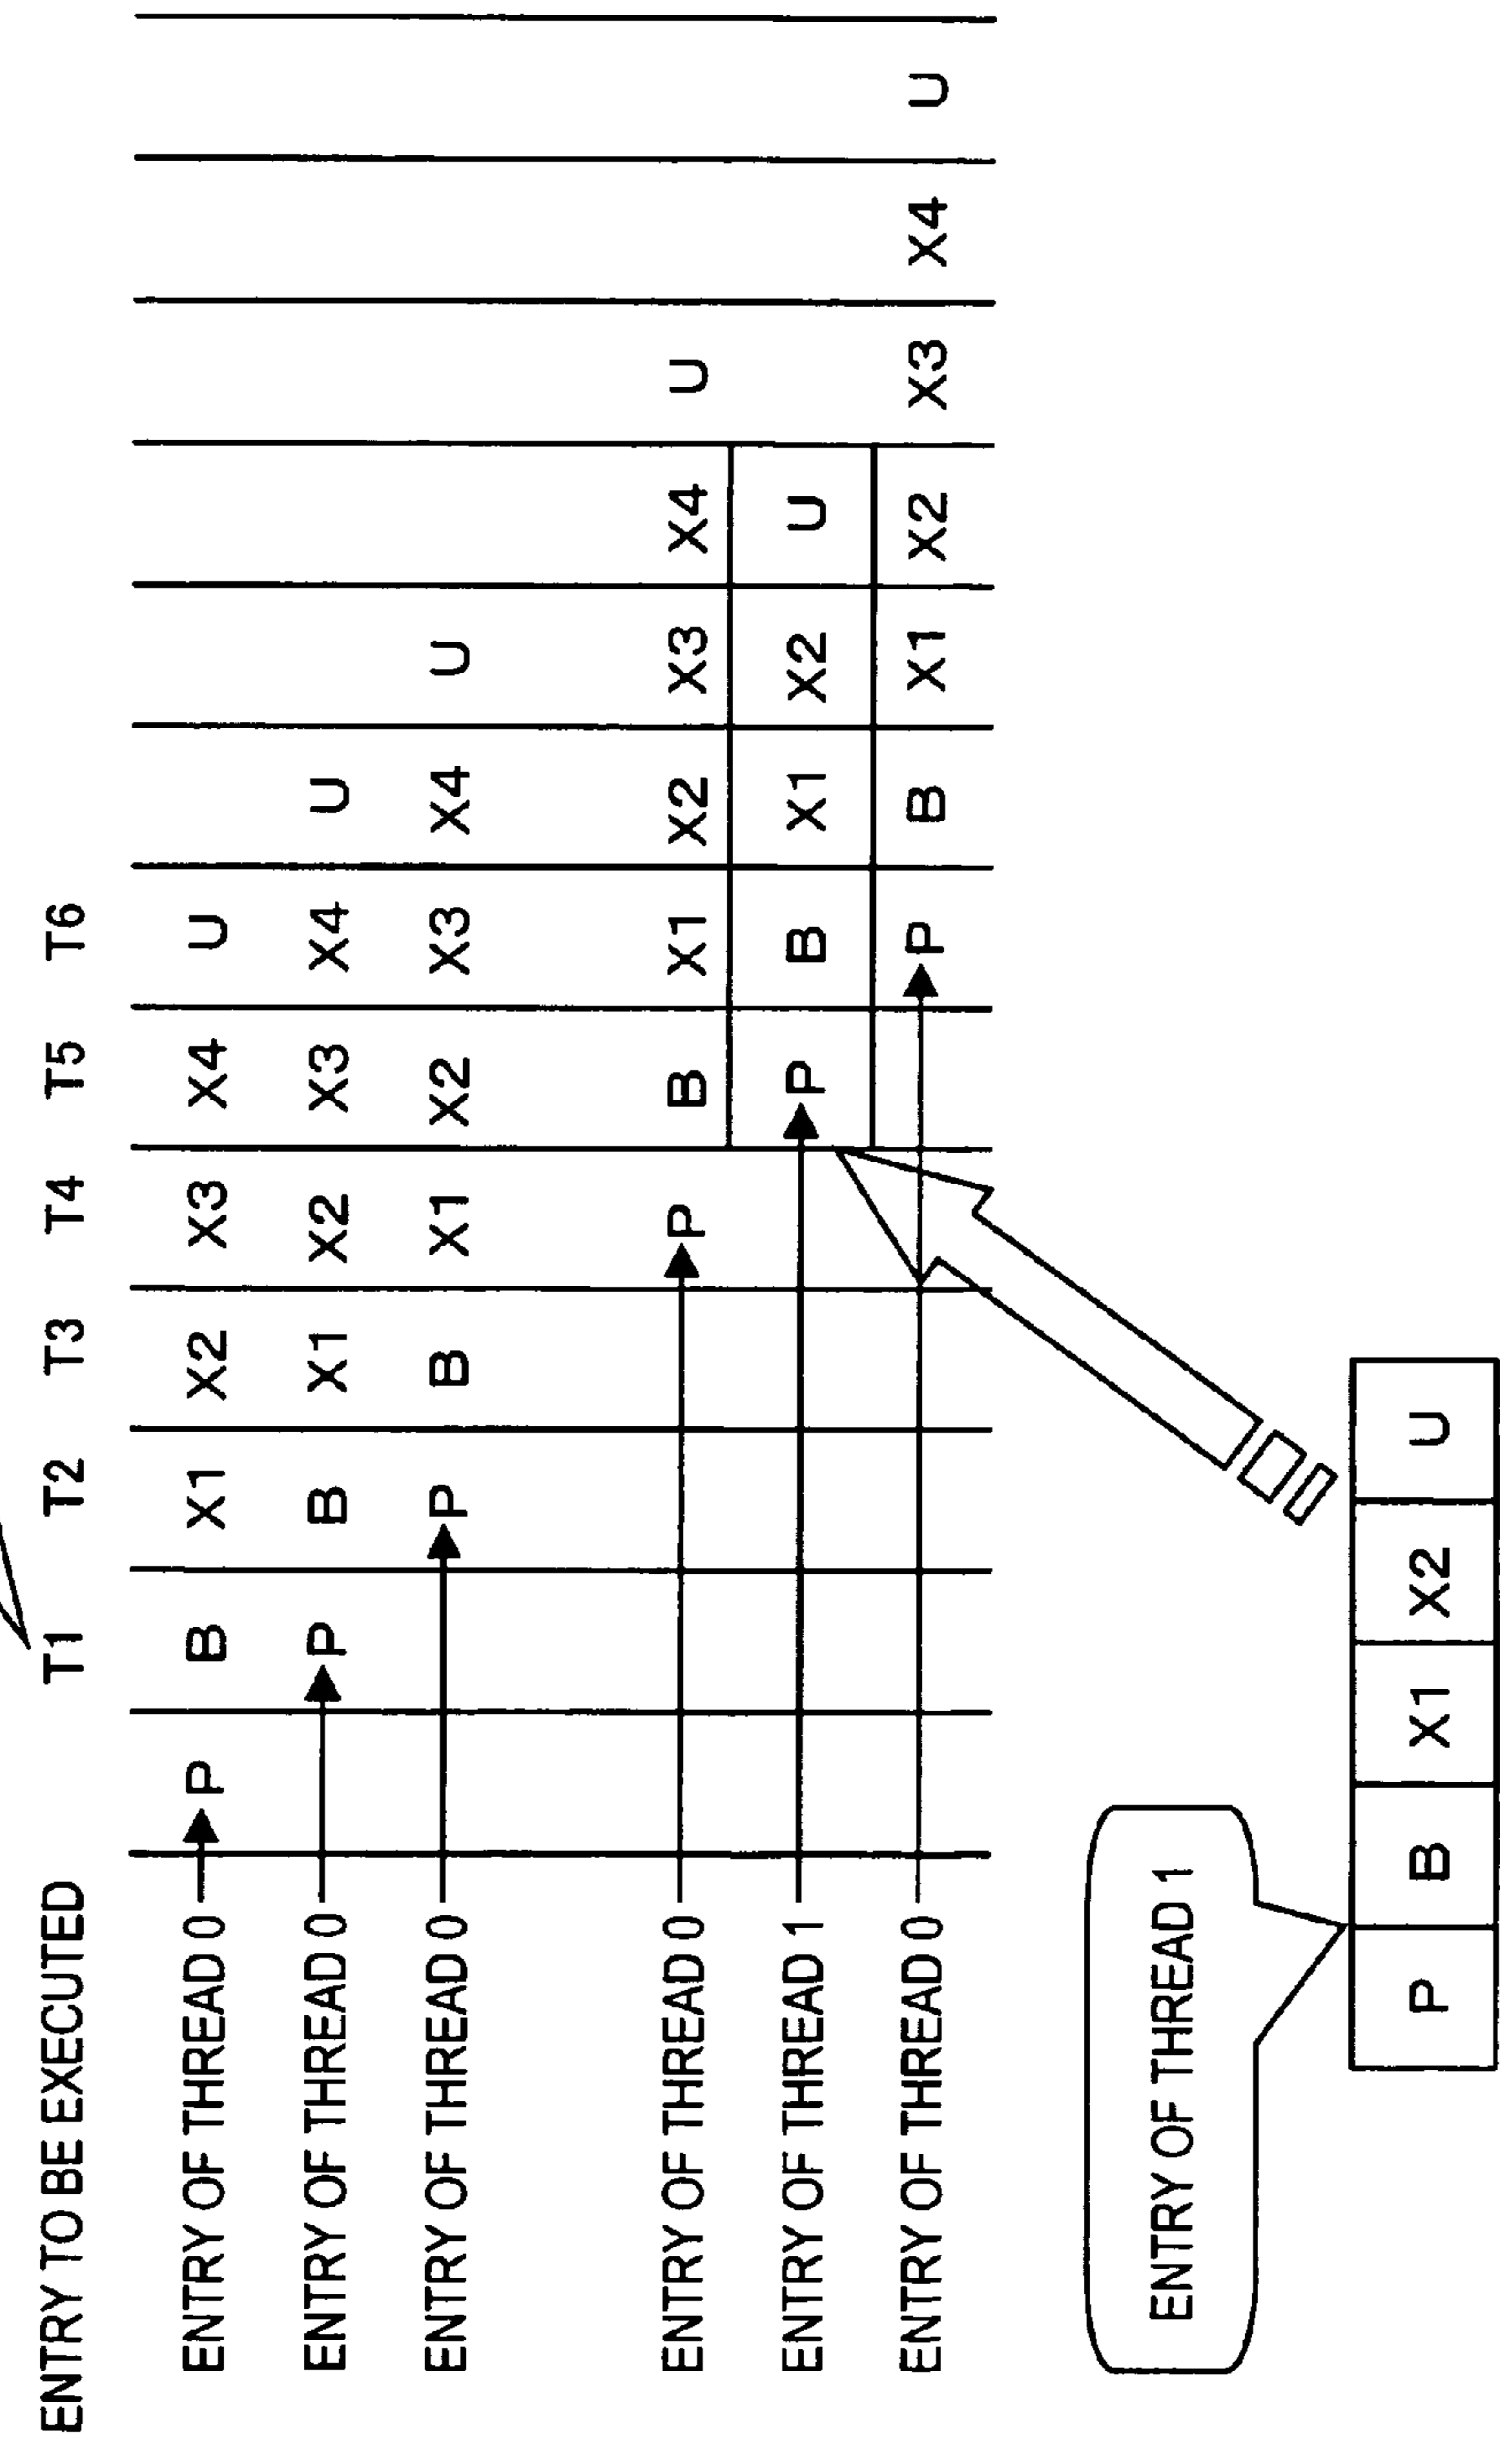 ENTRY TO BE EXECUTED T1 T2 T3 T4 T5 T6
ENTRY OF THREAD 0 P B X1 X2 X3 X4 U
ENTRY OF THREAD 0 P B X1 X2 X3 X4 U
ENTRY OF THREAD 0 P B X1 X2 X3 X4 U
ENTRY OF THREAD 0 P B X1 X2 X3 X4 U
ENTRY OF THREAD 1 P B X1 X2 U
ENTRY OF THREAD 0 P B X1 X2 X3 X4 U
ENTRY OF THREAD 1
P B X1 X2 U